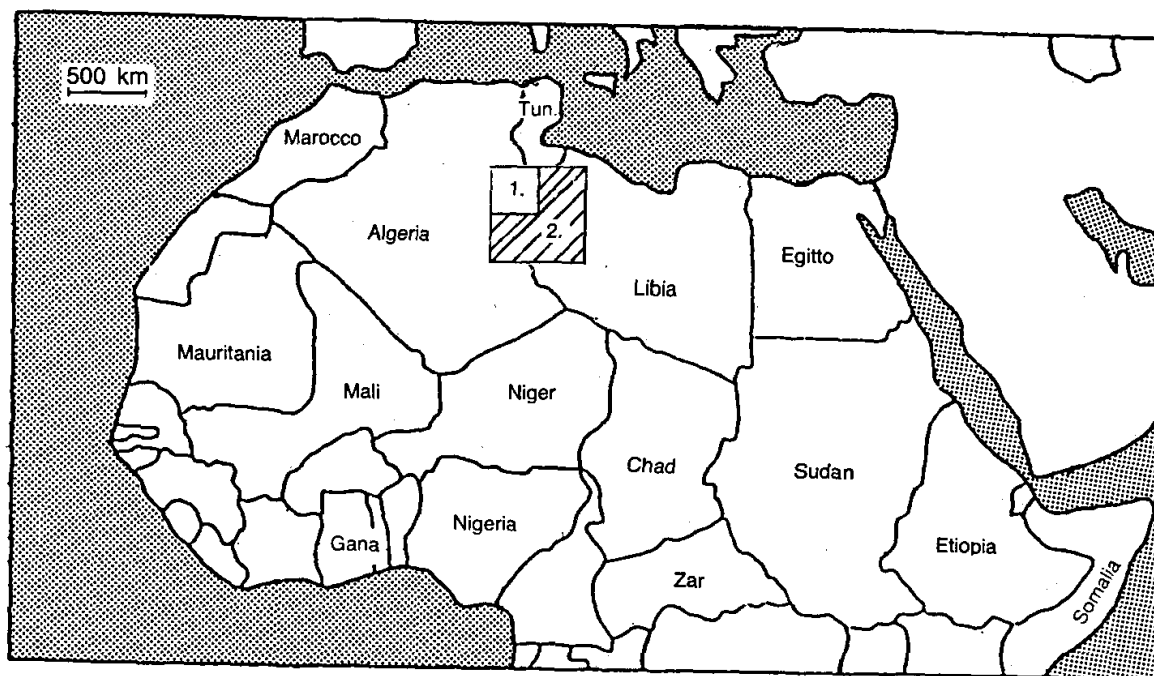 500 km
Tun.
Marocco
1.
Algeria
2.
Egitto
Libia
Mauritania
Mali
Niger
Chad
Sudan
Nigeria
Gana
Etiopia
Zar
Somalia